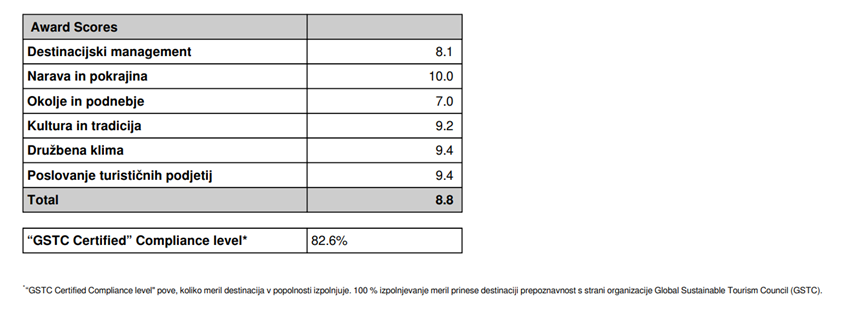 Award Scores
Destinacijski management 8.1
Narava in pokrajina 10.0
Okolje in podnebje 7.0
Kultura in tradicija 9.2
Družbena klima 9.4
Poslovanje turističnih podjetij 9.4
Total 8.8
“GSTC Certified” Compliance level* 82.6%
*“GSTC Certified Compliance level” pove, koliko meril destinacija v popolnosti izpolnjuje. 100 % izpolnjevanje meril prinese destinaciji prepoznavnost s strani organizacije Global Sustainable Tourism Council (GSTC).